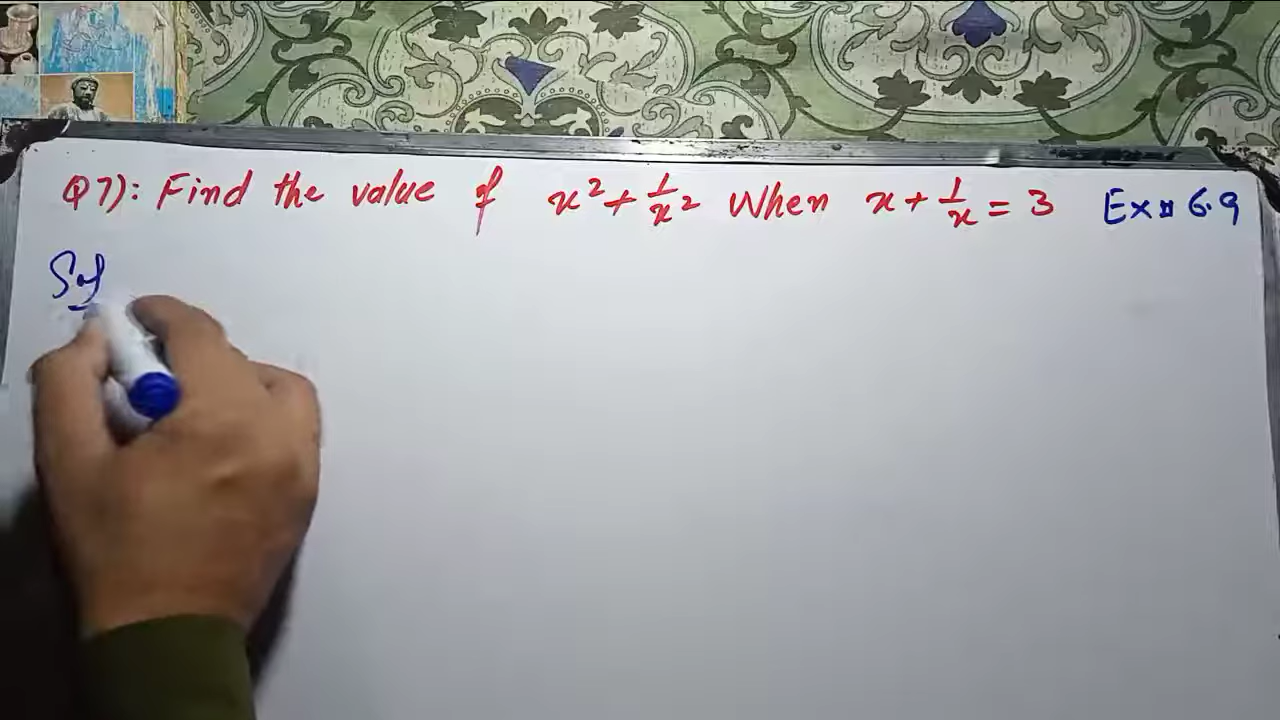 Q7): Find the value of x² + 1/x² When x + 1/x = 3 Ex# 6.9
Sol